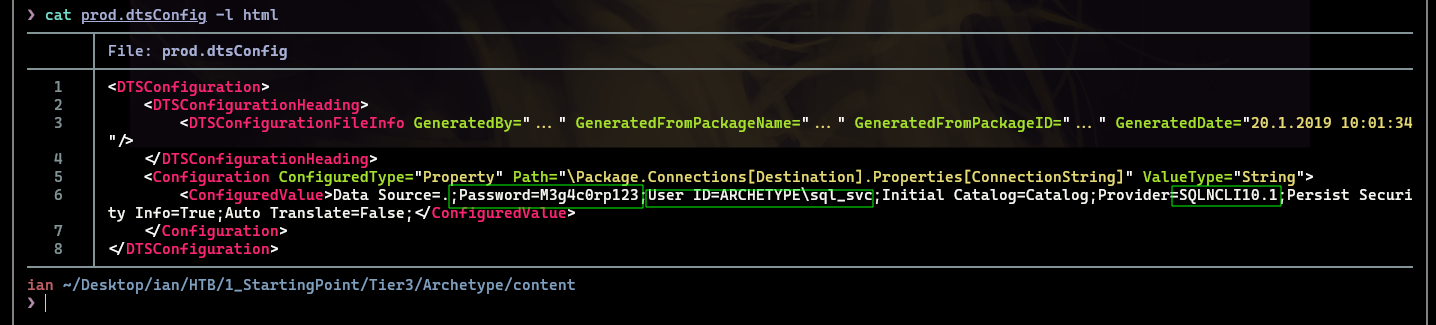 ❯ cat prod.dtsConfig -l html
File: prod.dtsConfig
1 <DTSConfiguration>
2 <DTSConfigurationHeading>
3 <DTSConfigurationFileInfo GeneratedBy="..." GeneratedFromPackageName="..." GeneratedFromPackageID="..." GeneratedDate="20.1.2019 10:01:34
"/>
4 </DTSConfigurationHeading>
5 <Configuration ConfiguredType="Property" Path="\Package.Connections[Destination].Properties[ConnectionString]" ValueType="String">
6 <ConfiguredValue>Data Source=.;Password=M3g4c0rp123;User ID=ARCHETYPE\sql_svc;Initial Catalog=Catalog;Provider=SQLNCLI10.1;Persist Securi
ty Info=True;Auto Translate=False;</ConfiguredValue>
7 </Configuration>
8 </DTSConfiguration>
ian ~/Desktop/ian/HTB/1_StartingPoint/Tier3/Archetype/content
❯